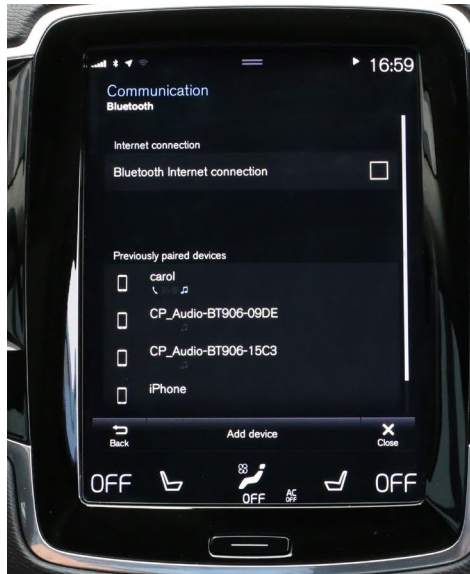 16:59
Communication
Bluetooth
Internet connection
Bluetooth Internet connection
Previously paired devices
carol
CP_Audio-BT906-09DE
CP_Audio-BT906-15C3
iPhone
Back Add device Close
OFF OFF AC OFF OFF